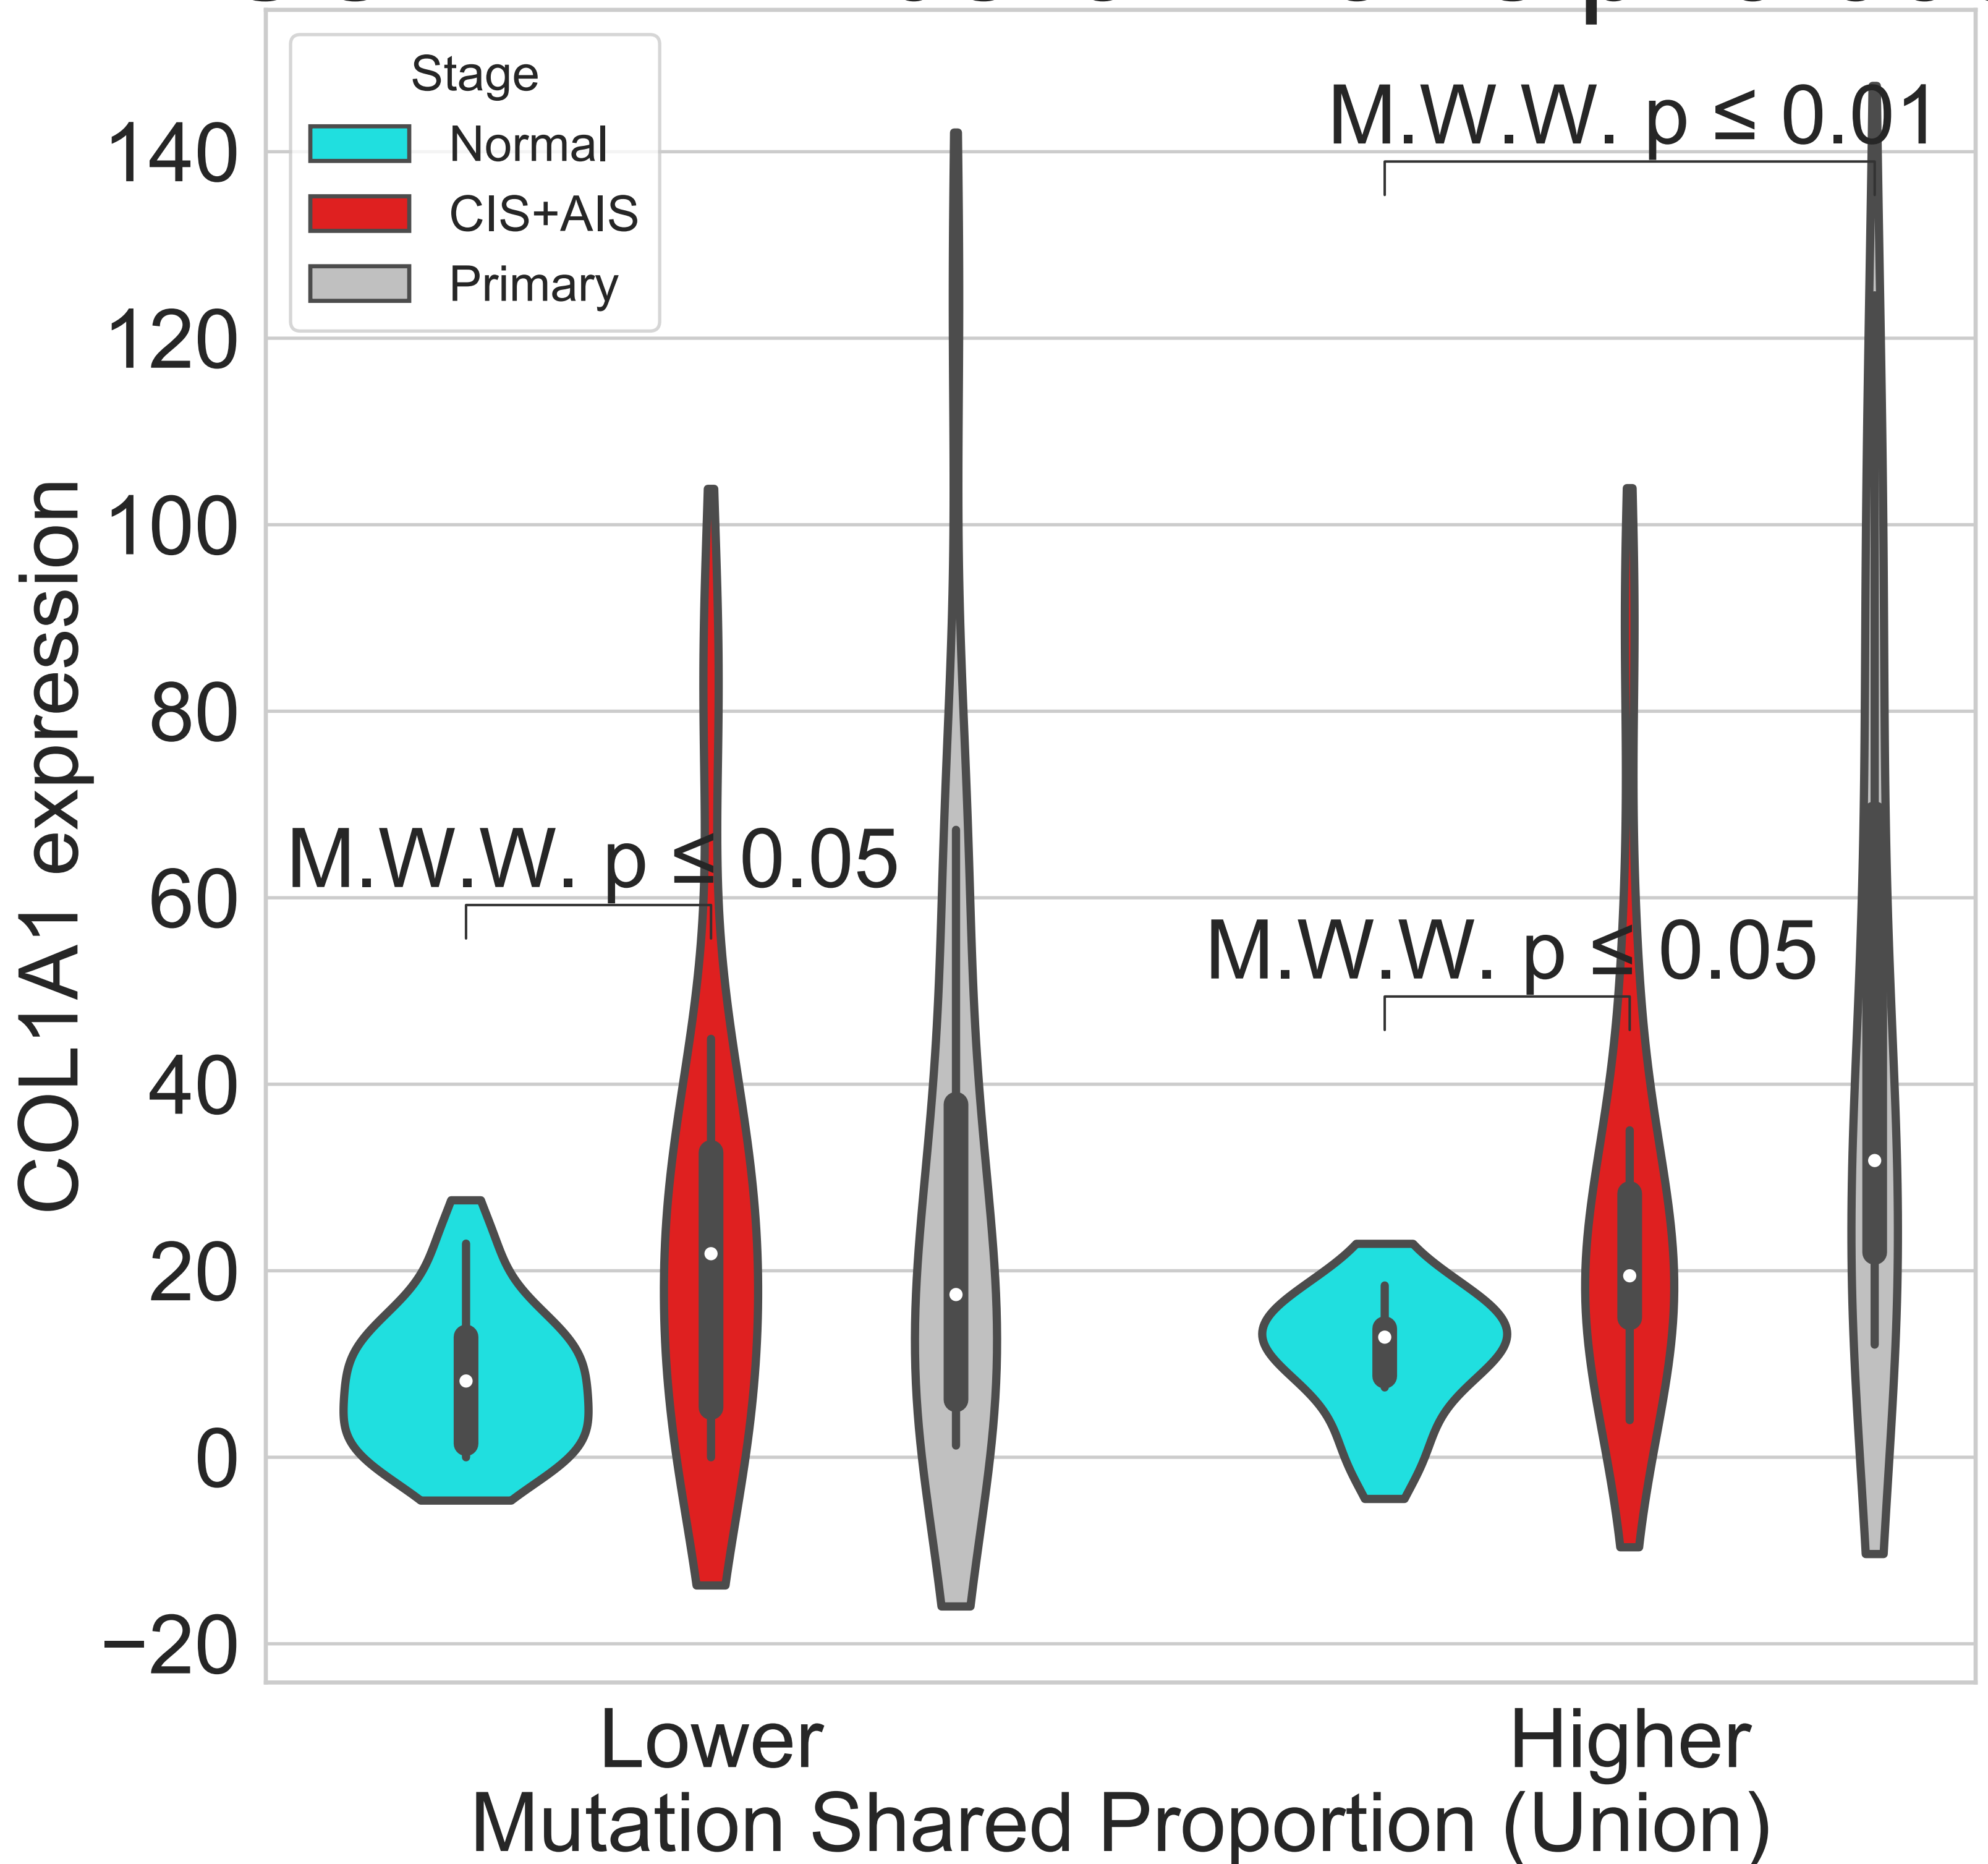 Stage
Normal
CIS+AIS
Primary
M.W.W. p ≤ 0.01
M.W.W. p ≤ 0.05
M.W.W. p ≤ 0.05
140
120
100
80
60
40
20
0
−20
COL1A1 expression
Lower
Higher
Mutation Shared Proportion (Union)